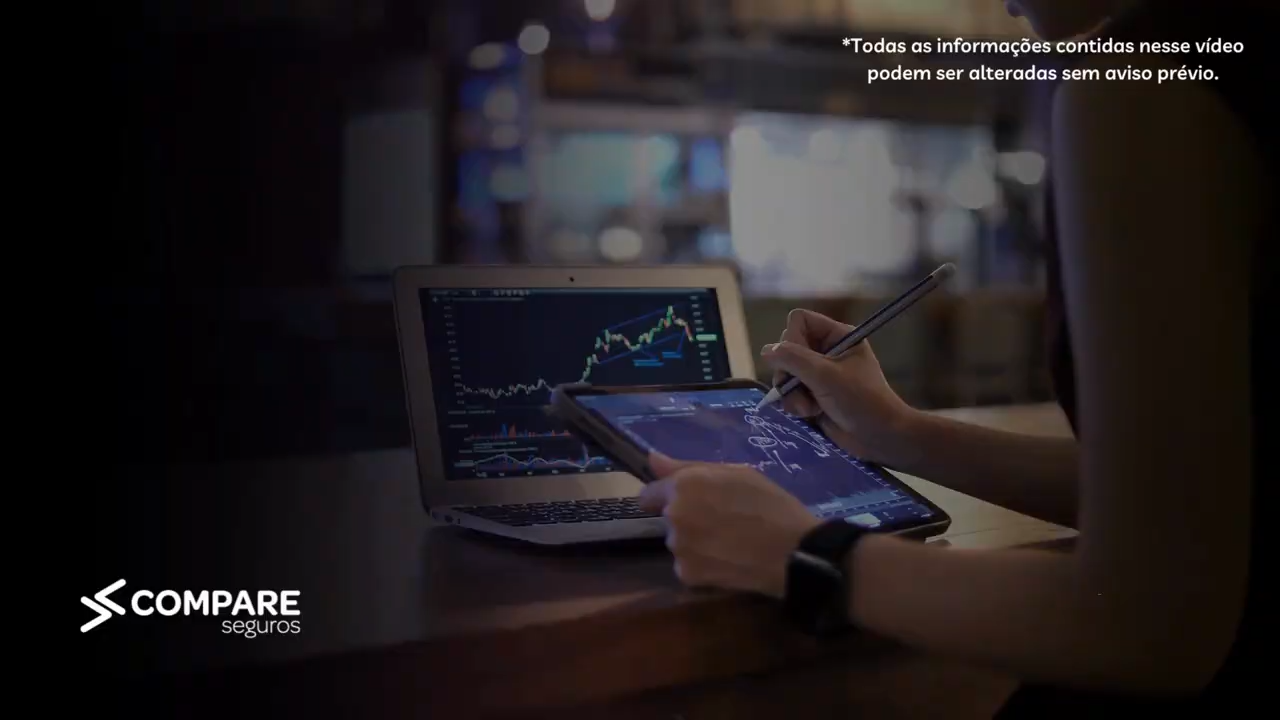 *Todas as informações contidas nesse vídeo
podem ser alteradas sem aviso prévio.
COMPARE
seguros